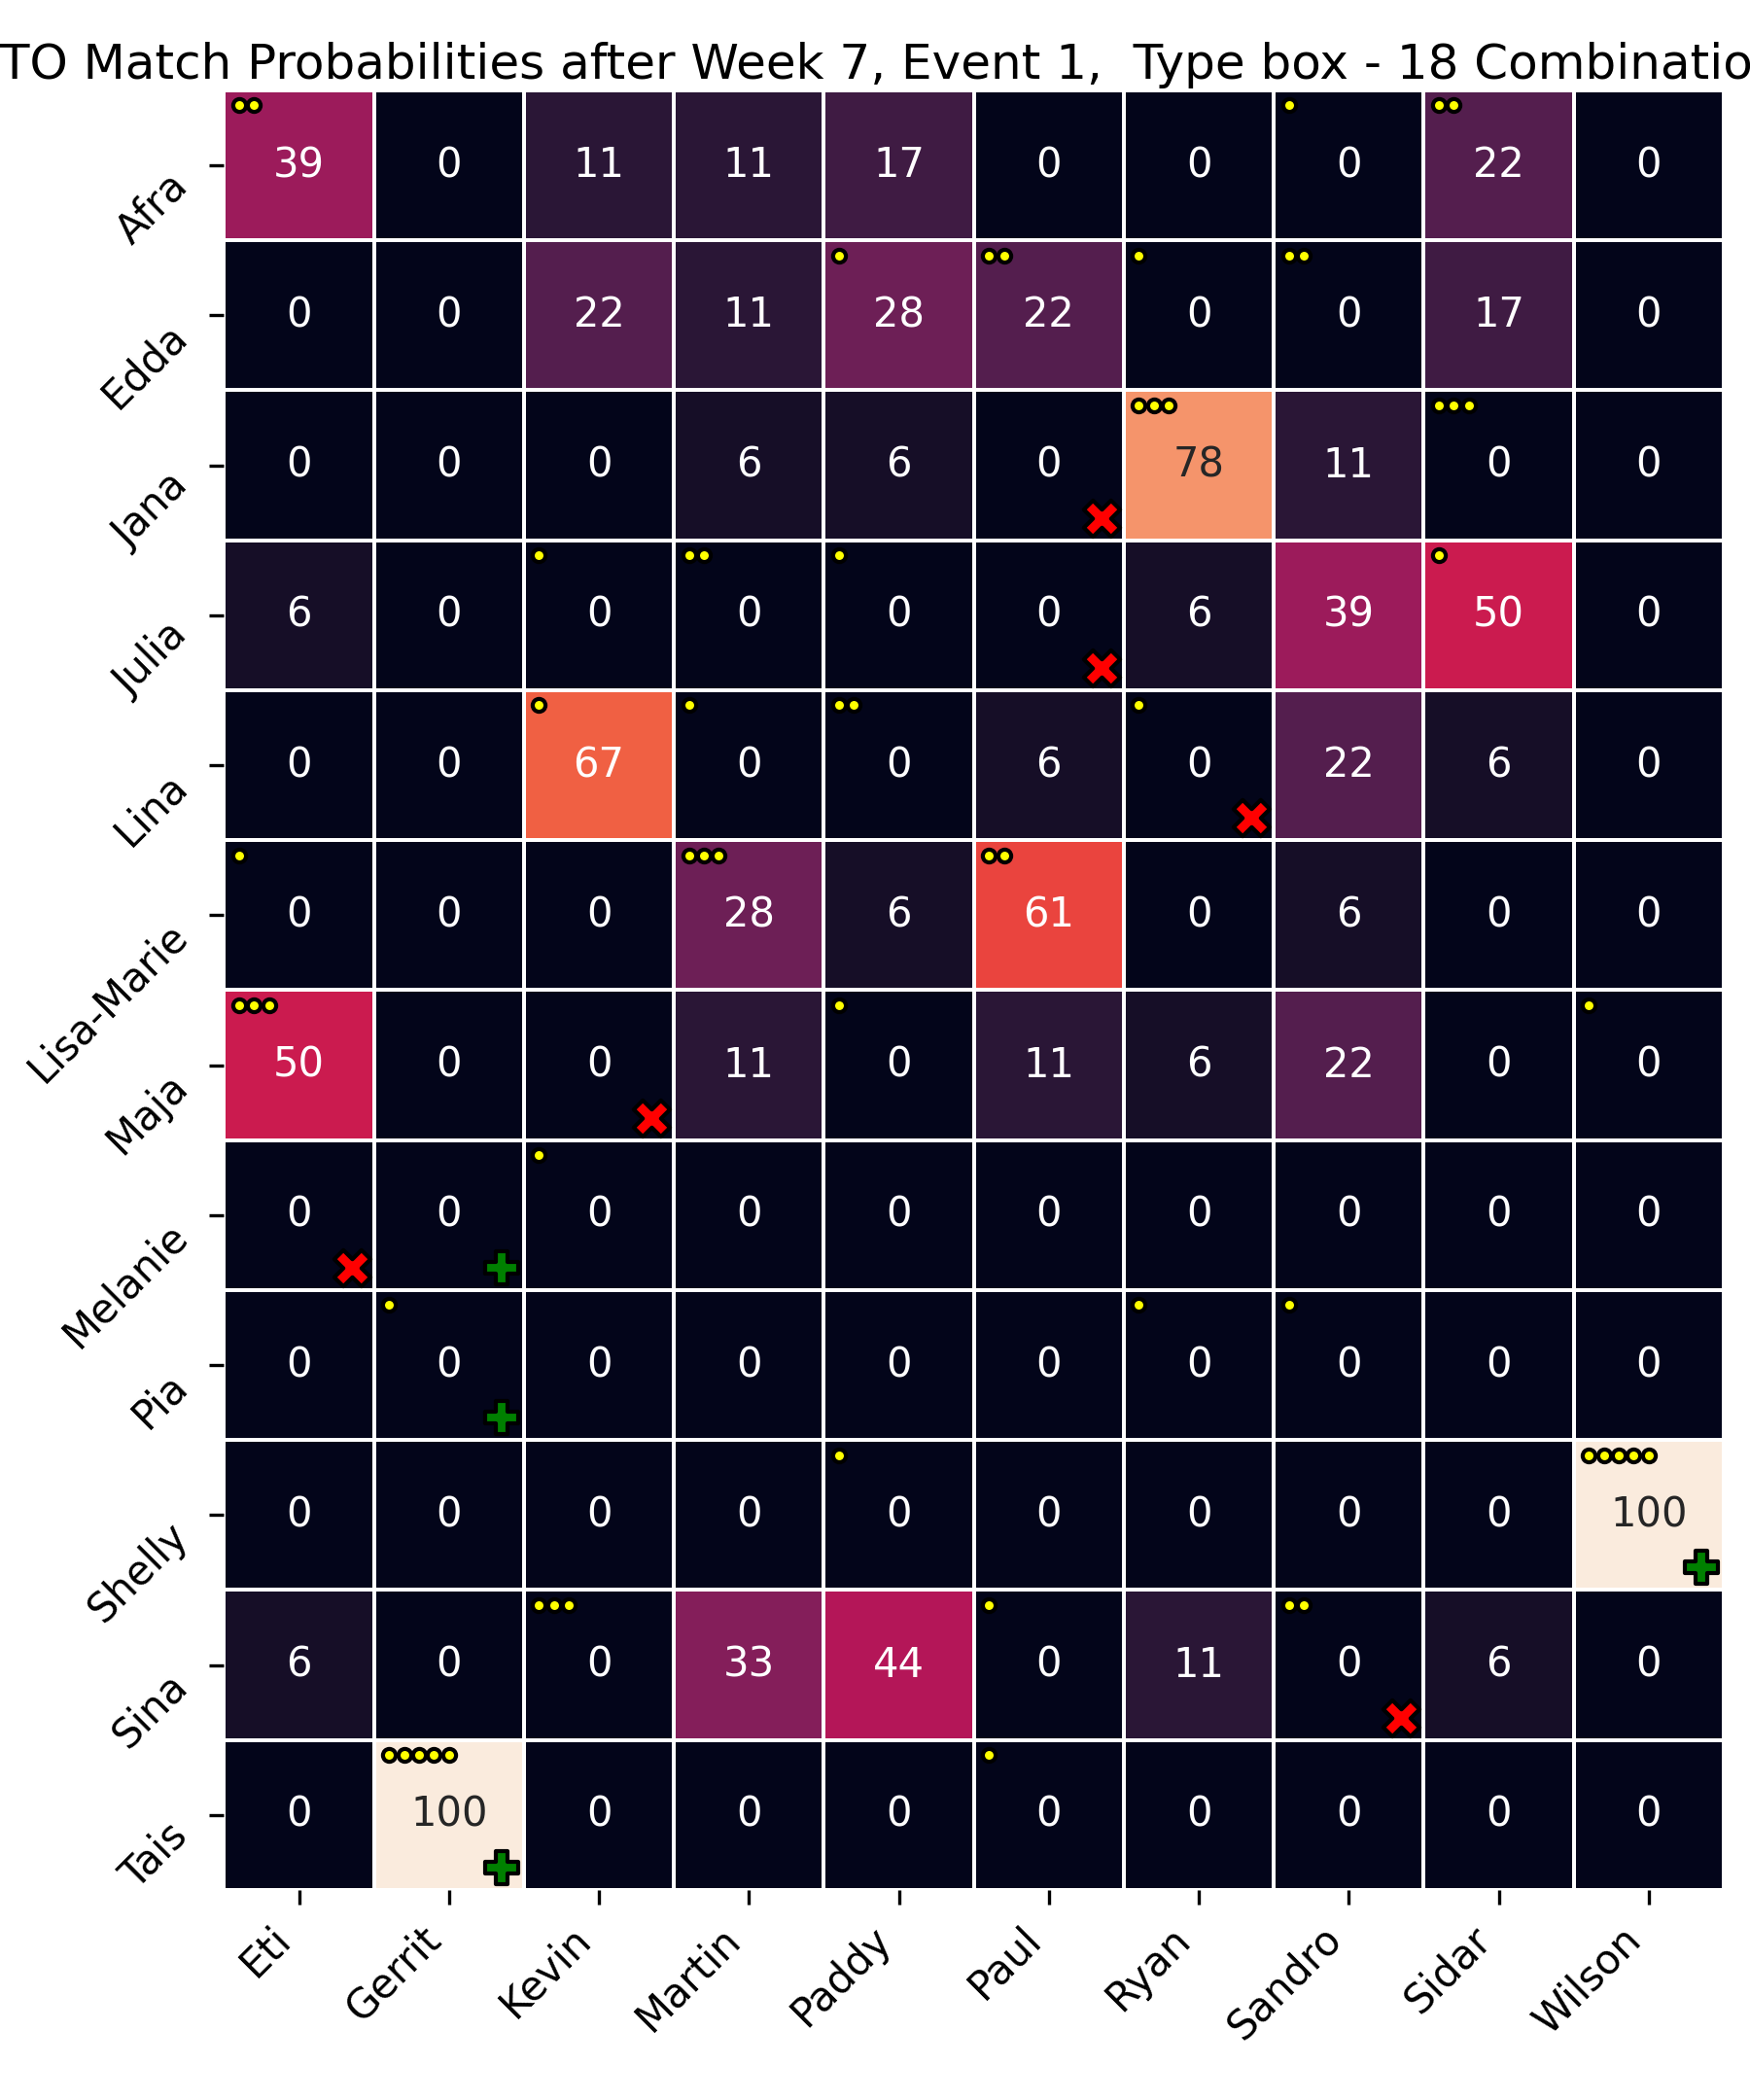 TO Match Probabilities after Week 7, Event 1,  Type box - 18 Combinatio
Afra 39 0 11 11 17 0 0 0 22 0
Edda 0 0 22 11 28 22 0 0 17 0
Jana 0 0 0 6 6 0 78 11 0 0
Julia 6 0 0 0 0 0 6 39 50 0
Lina 0 0 67 0 0 6 0 22 6 0
Lisa-Marie 0 0 0 28 6 61 0 6 0 0
Maja 50 0 0 11 0 11 6 22 0 0
Melanie 0 0 0 0 0 0 0 0 0 0
Pia 0 0 0 0 0 0 0 0 0 0
Shelly 0 0 0 0 0 0 0 0 0 100
Sina 6 0 0 33 44 0 11 0 6 0
Tais 0 100 0 0 0 0 0 0 0 0
Eti Gerrit Kevin Martin Paddy Paul Ryan Sandro Sidar Wilson